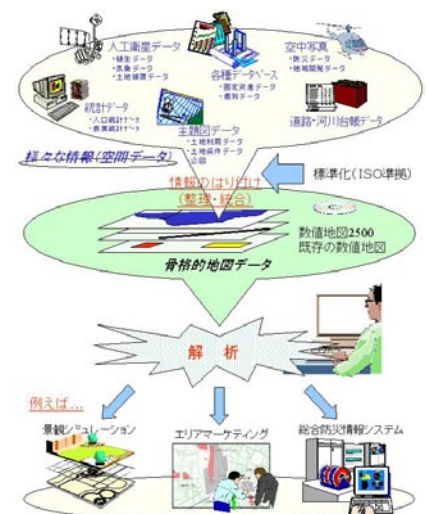 人工衛星データ
・植生データ
・気象データ
・土地被覆データ
各種データベース
・固定資産データ
・個別データ
空中写真
・防災データ
・地域開発データ
統計データ
・人口統計データ
・商業統計データ
主題図データ
・土地利用データ
・土地条件データ
公図
道路・河川台帳データ
様々な情報(空間データ)
標準化(ISO準拠)
情報のはり付け
(整理・統合)
数値地図2500
既存の数値地図
骨格的地図データ
解 析
例えば…
景観シミュレーション
エリアマーケティング
総合防災情報システム